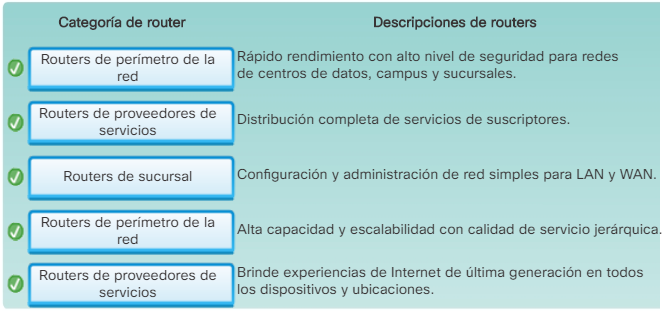 Categoría de router
Descripciones de routers
Routers de perímetro de la
red
Rápido rendimiento con alto nivel de seguridad para redes
de centros de datos, campus y sucursales.
Routers de proveedores de
servicios
Distribución completa de servicios de suscriptores.
Routers de sucursal
Configuración y administración de red simples para LAN y WAN.
Routers de perímetro de la
red
Alta capacidad y escalabilidad con calidad de servicio jerárquica.
Routers de proveedores de
servicios
Brinde experiencias de Internet de última generación en todos
los dispositivos y ubicaciones.